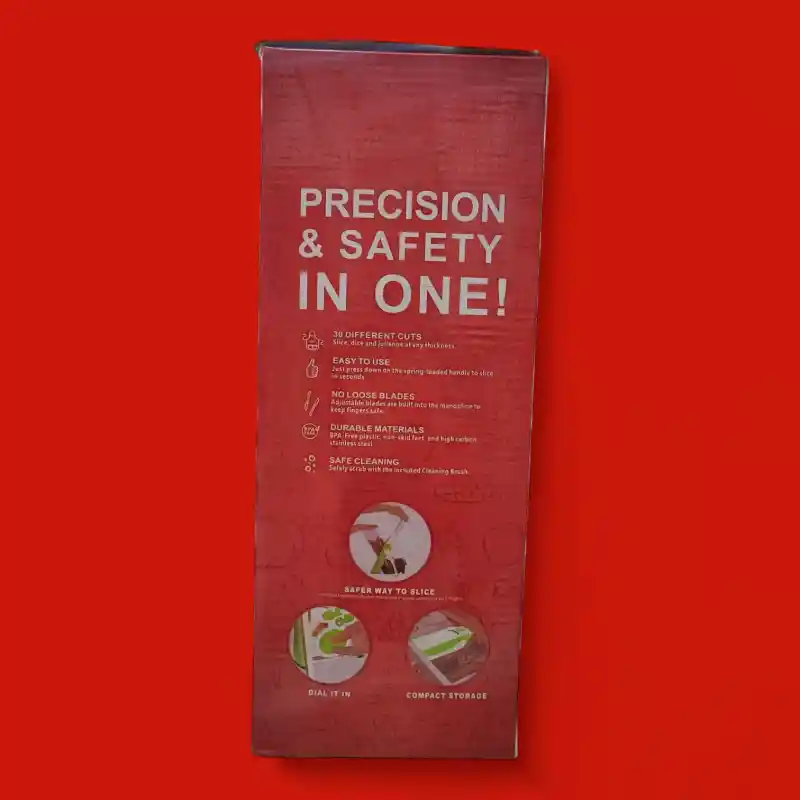 PRECISION
& SAFETY
IN ONE!
30 DIFFERENT CUTS
Slice, dice and julienne at any thickness.
EASY TO USE
Just press down on the spring-loaded handle to slice
in seconds.
NO LOOSE BLADES
Adjustable blades are built into the mandoline to
keep fingers safe.
DURABLE MATERIALS
BPA-Free plastic, non-skid feet, and high carbon
stainless steel
SAFE CLEANING
Safely scrub with the included Cleaning Brush.
SAFER WAY TO SLICE
DIAL IT IN
COMPACT STORAGE